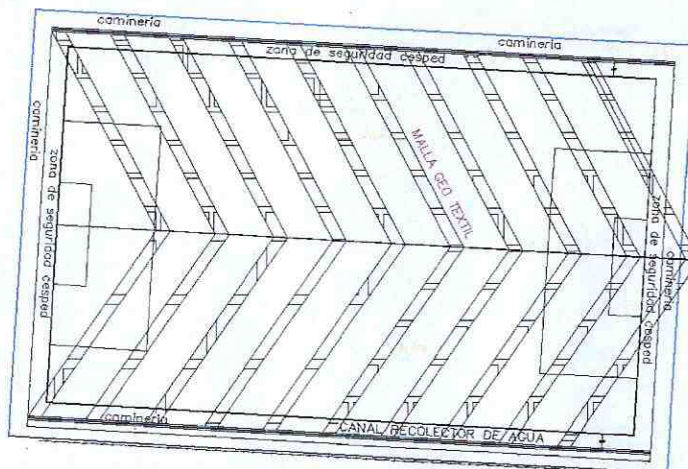 caminería
caminería
zona de seguridad cesped
caminería
zona de seguridad cesped
MALLA GEO TEXTIL
zona de seguridad cesped
caminería
caminería
CANAL RECOLECTOR DE AGUA